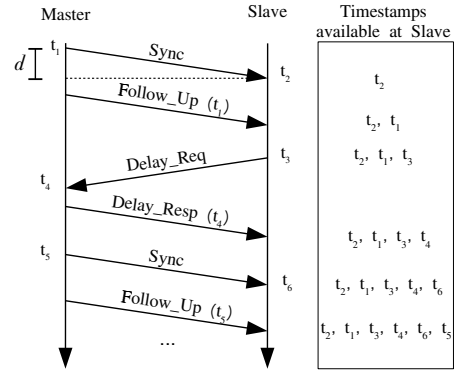 Master Slave Timestamps
available at Slave
t₁ Sync
d
t₂ t₂
Follow_Up (t₁)
t₂, t₁
t₃ t₂, t₁, t₃
Delay_Req
t₄
Delay_Resp (t₄)
t₂, t₁, t₃, t₄
t₅ Sync
t₆ t₂, t₁, t₃, t₄, t₆
Follow_Up (t₅)
t₂, t₁, t₃, t₄, t₆, t₅
...